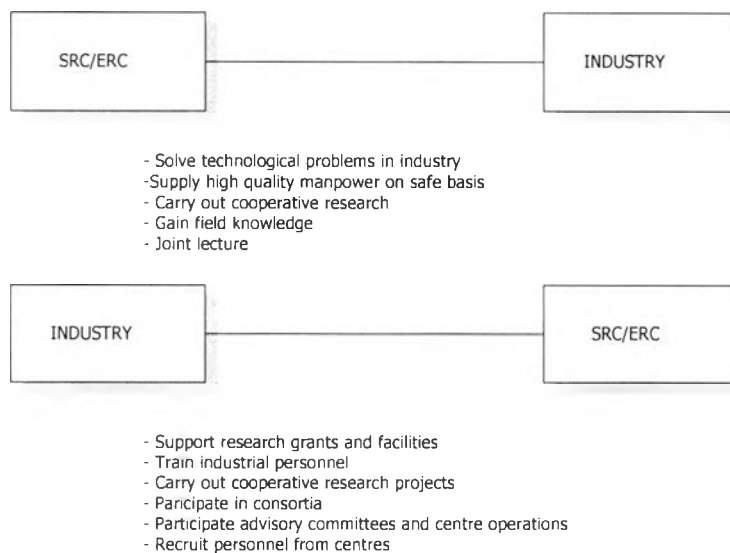 SRC/ERC
INDUSTRY
- Solve technological problems in industry
-Supply high quality manpower on safe basis
- Carry out cooperative research
- Gain field knowledge
- Joint lecture
INDUSTRY
SRC/ERC
- Support research grants and facilities
- Train industrial personnel
- Carry out cooperative research projects
- Paricipate in consortia
- Participate advisory committees and centre operations
- Recruit personnel from centres